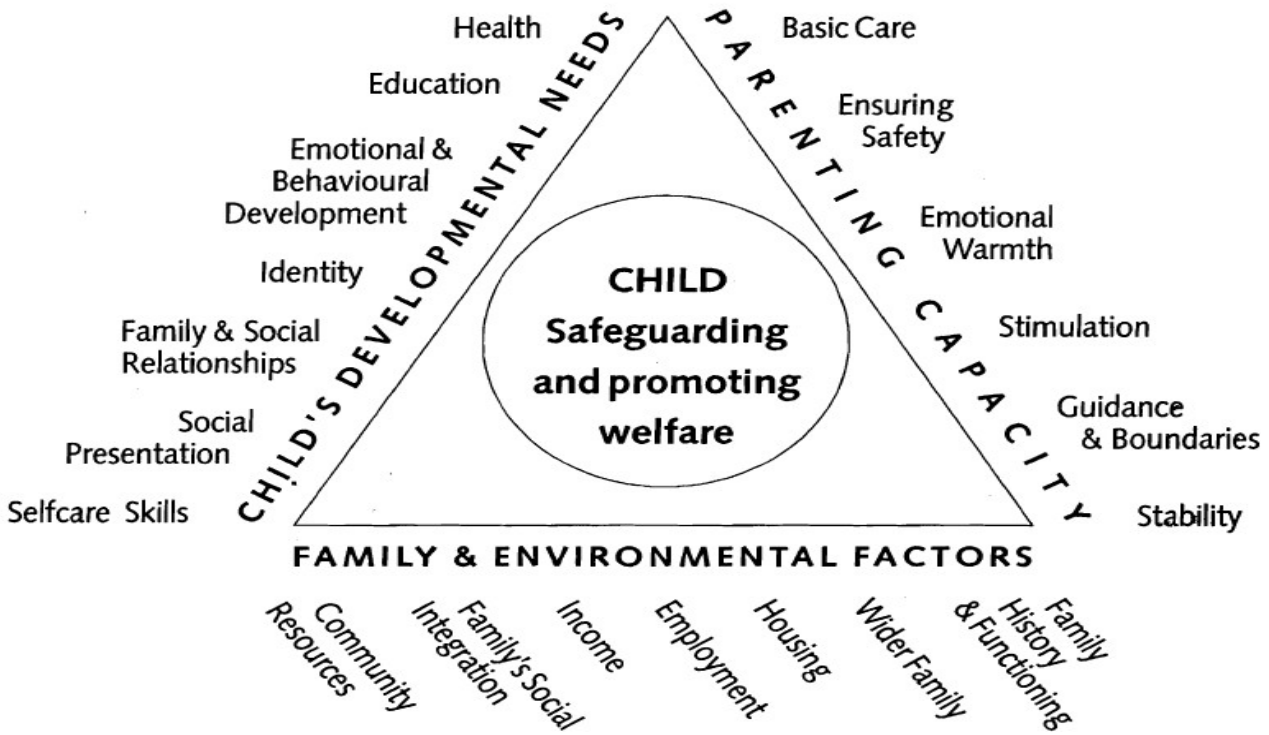 Health
Education
Emotional &
Behavioural
Development
Identity
Family & Social
Relationships
Social
Presentation
Selfcare Skills
CHILD'S DEVELOPMENTAL NEEDS
PARENTING CAPACITY
Basic Care
Ensuring
Safety
Emotional
Warmth
Stimulation
Guidance
& Boundaries
Stability
CHILD
Safeguarding
and promoting
welfare
FAMILY & ENVIRONMENTAL FACTORS
Community
Resources
Family's Social
Integration
Income
Employment
Housing
Wider Family
Family
History
& Functioning